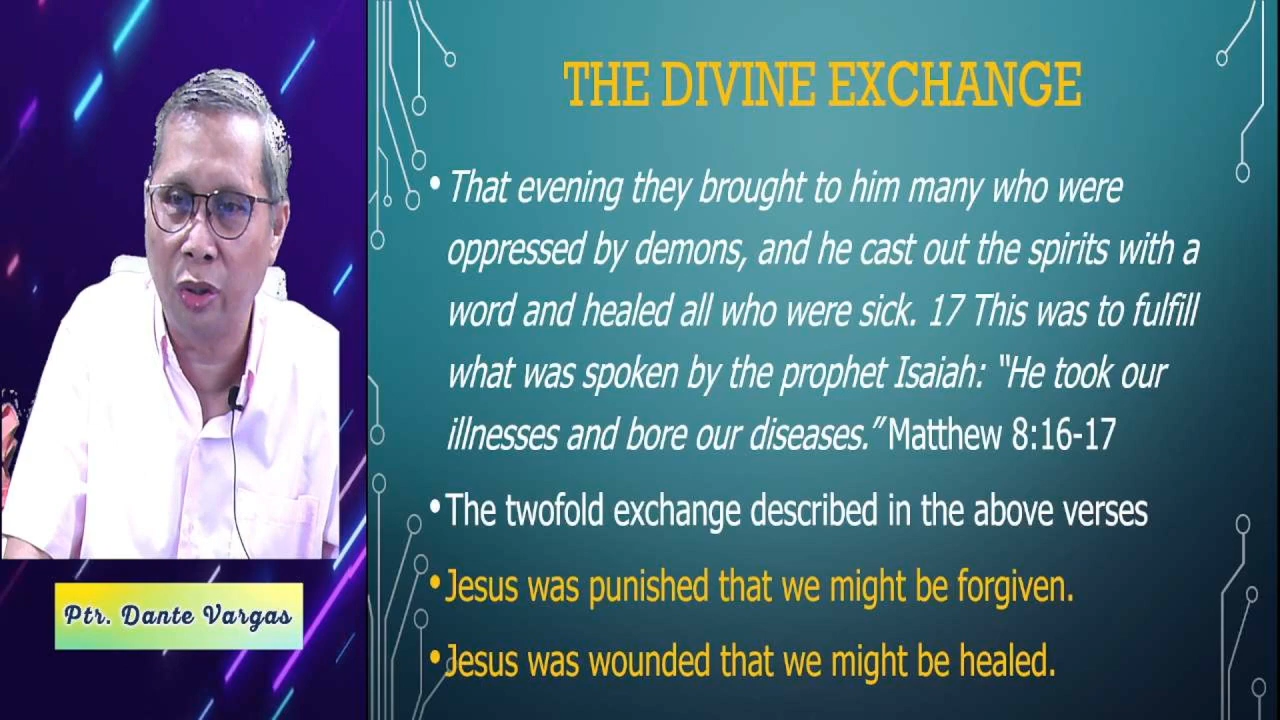 THE DIVINE EXCHANGE
• That evening they brought to him many who were
oppressed by demons, and he cast out the spirits with a
word and healed all who were sick. 17 This was to fulfill
what was spoken by the prophet Isaiah: “He took our
illnesses and bore our diseases.” Matthew 8:16-17
• The twofold exchange described in the above verses
• Jesus was punished that we might be forgiven.
• Jesus was wounded that we might be healed.
Ptr. Dante Vargas